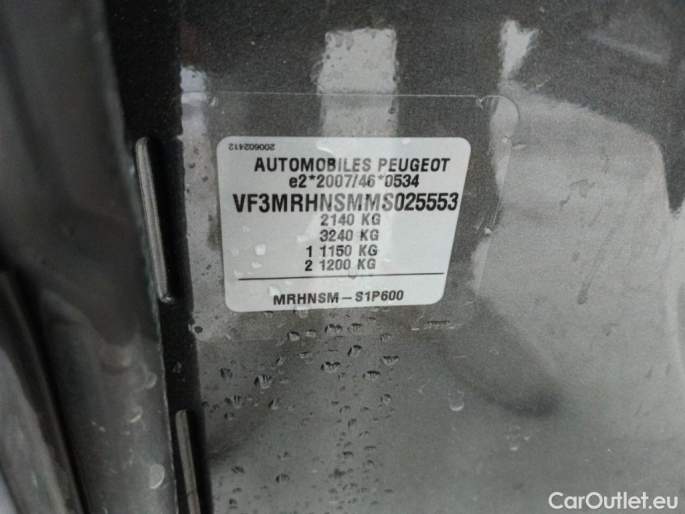 200602412
AUTOMOBILES PEUGEOT
e2*2007/46*0534
VF3MRHNSMMS025553
2140 KG
3240 KG
1 1150 KG
2 1200 KG
MRHNSM-S1P600
CarOutlet.eu